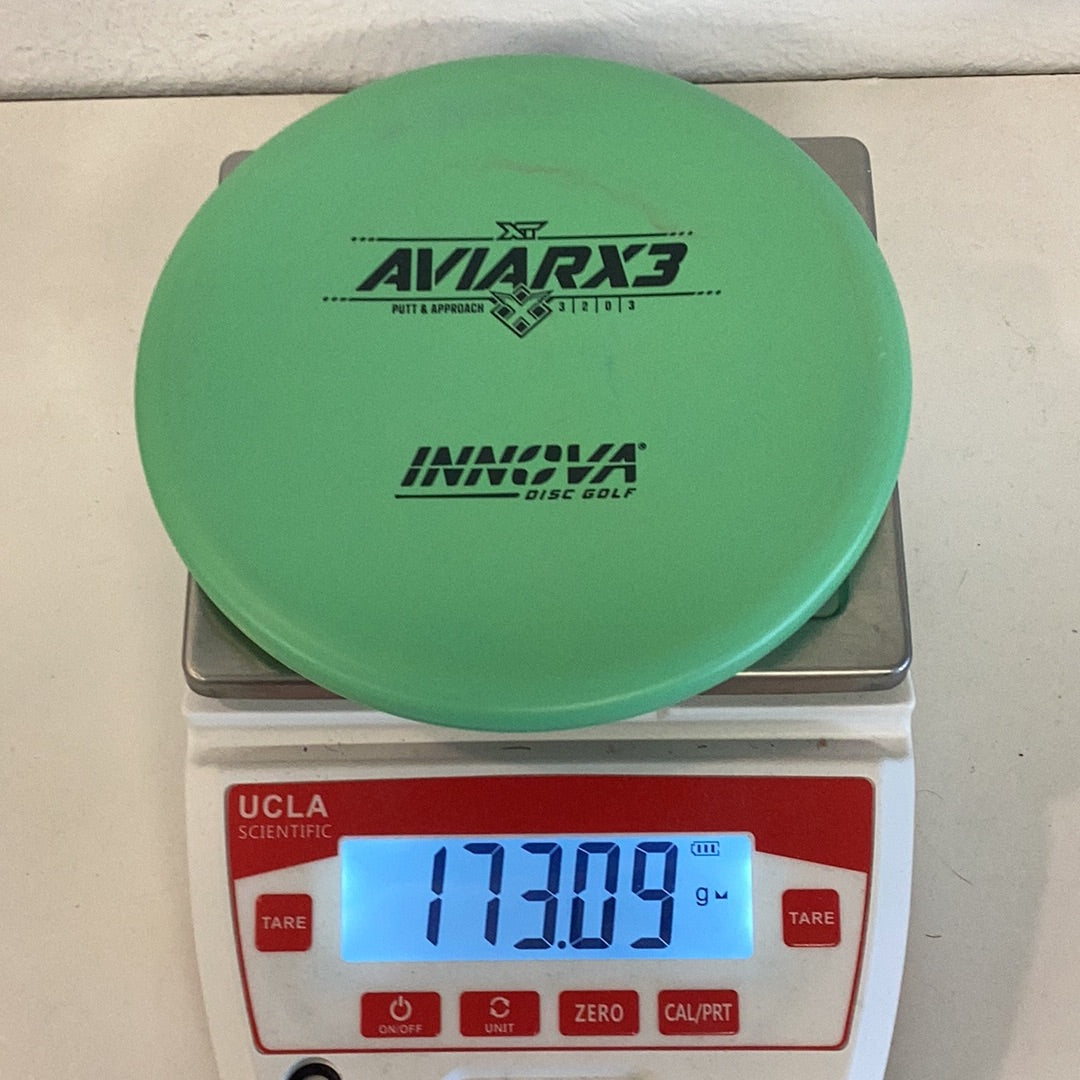 XT
AVIARX3
PUTT & APPROACH 3 | 2 | 0 | 3
INNOVA®
DISC GOLF
UCLA
SCIENTIFIC
173.09 g
TARE
TARE
ON/OFF
UNIT
ZERO
CAL/PRT